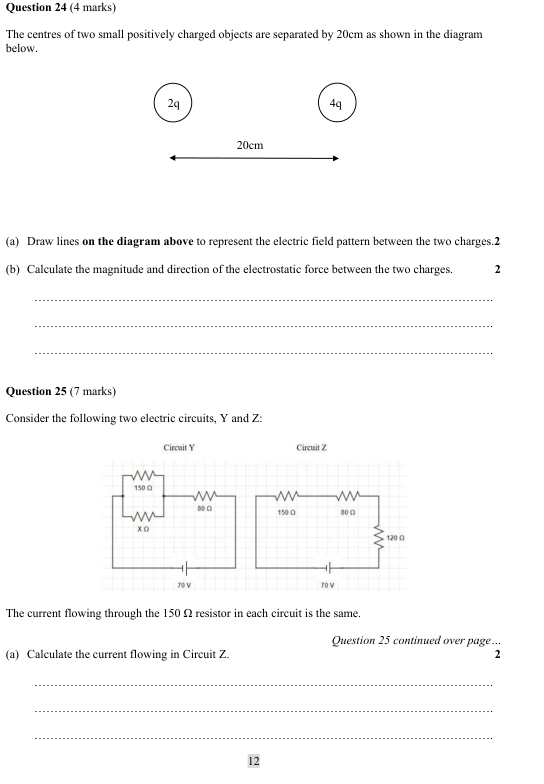 Question 24 (4 marks)
The centres of two small positively charged objects are separated by 20cm as shown in the diagram
below.
2q 4q
20cm
(a) Draw lines on the diagram above to represent the electric field pattern between the two charges.2
(b) Calculate the magnitude and direction of the electrostatic force between the two charges. 2
Question 25 (7 marks)
Consider the following two electric circuits, Y and Z:
Circuit Y Circuit Z
150 Ω
80 Ω 150 Ω 80 Ω
X Ω
120 Ω
70 V 70 V
The current flowing through the 150 Ω resistor in each circuit is the same.
Question 25 continued over page…
(a) Calculate the current flowing in Circuit Z. 2
12